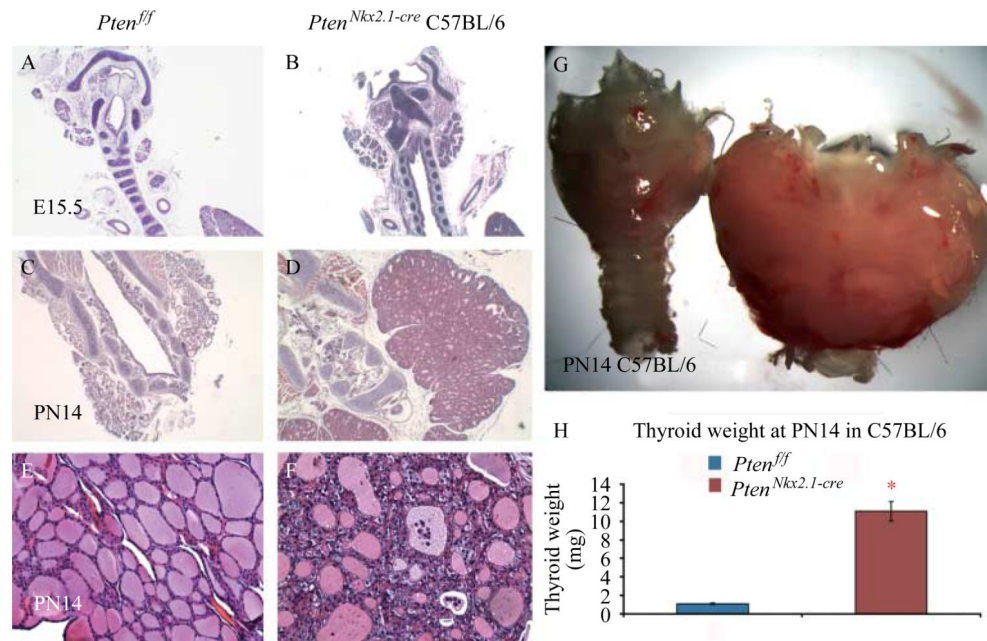 Pten^f/f
Pten^Nkx2.1-cre C57BL/6
A
E15.5
B
C
PN14
D
E
PN14
F
G
PN14 C57BL/6
H
Thyroid weight at PN14 in C57BL/6
Pten^f/f
Pten^Nkx2.1-cre
Thyroid weight
(mg)
14
12
10
8
6
4
2
0
*